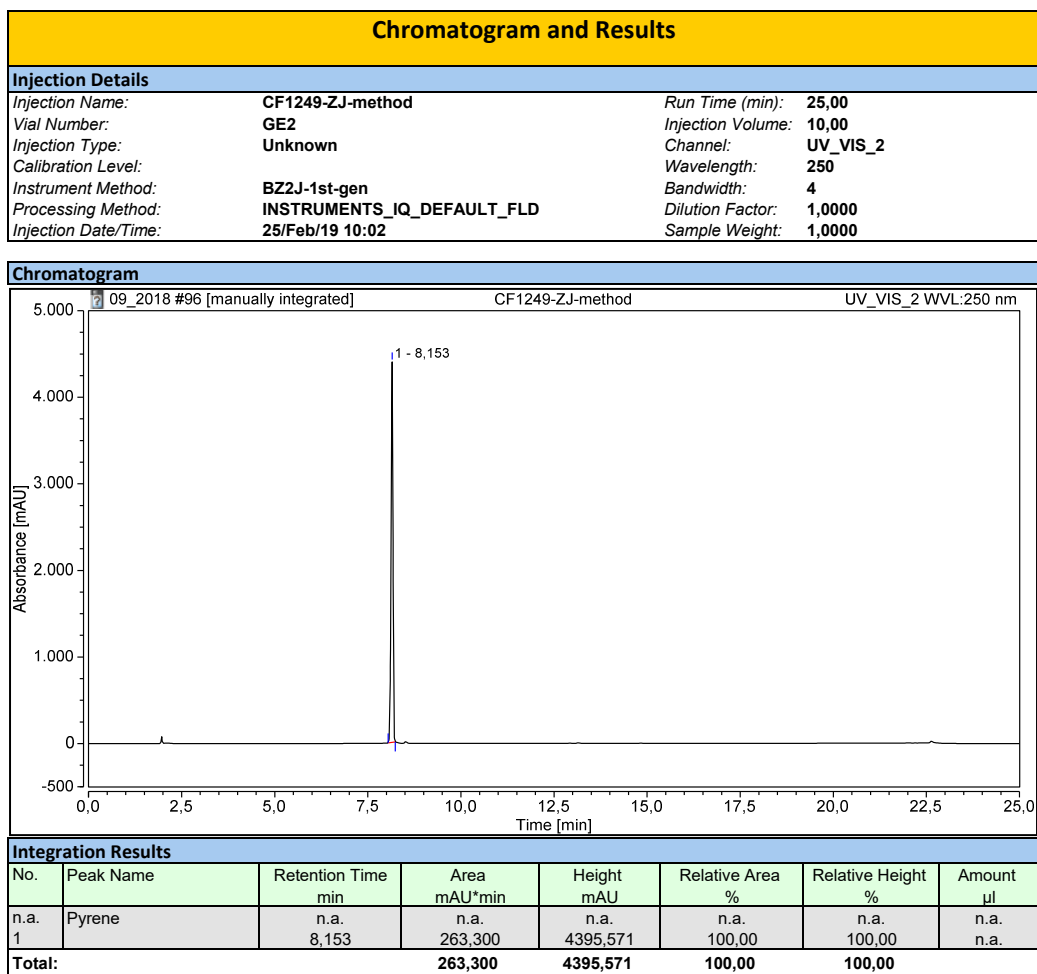 Chromatogram and Results
Injection Details
Injection Name: CF1249-ZJ-method Run Time (min): 25,00
Vial Number: GE2 Injection Volume: 10,00
Injection Type: Unknown Channel: UV_VIS_2
Calibration Level: Wavelength: 250
Instrument Method: BZ2J-1st-gen Bandwidth: 4
Processing Method: INSTRUMENTS_IQ_DEFAULT_FLD Dilution Factor: 1,0000
Injection Date/Time: 25/Feb/19 10:02 Sample Weight: 1,0000
Chromatogram
09_2018 #96 [manually integrated] CF1249-ZJ-method UV_VIS_2 WVL:250 nm
5.000
1 - 8,153
4.000
3.000
Absorbance [mAU]
2.000
1.000
0
-500
0,0 2,5 5,0 7,5 10,0 12,5 15,0 17,5 20,0 22,5 25,0
Time [min]
Integration Results
No. Peak Name Retention Time Area Height Relative Area Relative Height Amount
min mAU*min mAU % % µl
n.a. Pyrene n.a. n.a. n.a. n.a. n.a. n.a.
1 8,153 263,300 4395,571 100,00 100,00 n.a.
Total: 263,300 4395,571 100,00 100,00